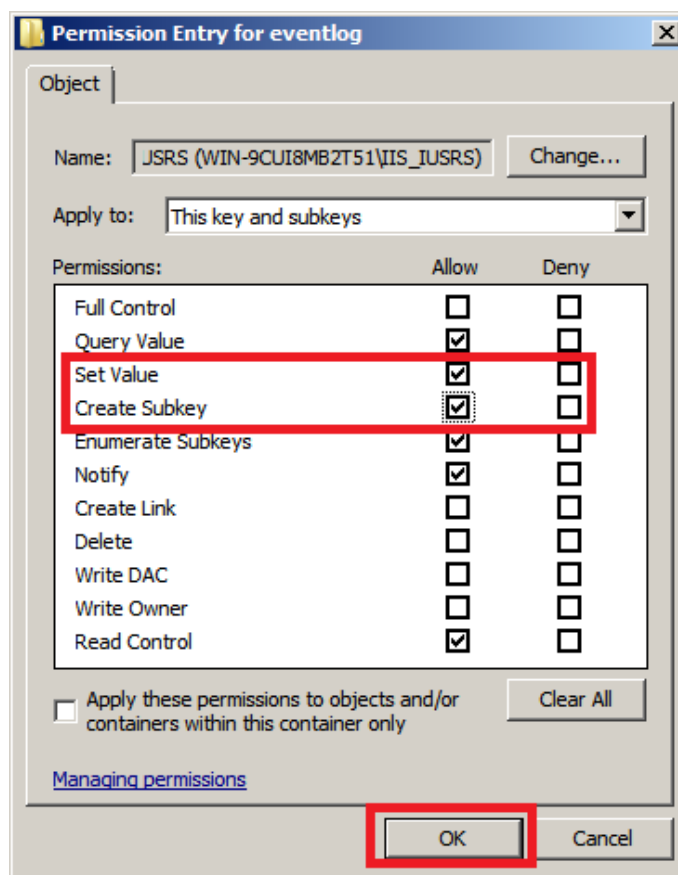 Permission Entry for eventlog
Object
Name: JSRS (WIN-9CUI8MB2T51\IIS_IUSRS) Change...
Apply to: This key and subkeys
Permissions: Allow Deny
Full Control
Query Value
Set Value
Create Subkey
Enumerate Subkeys
Notify
Create Link
Delete
Write DAC
Write Owner
Read Control
Apply these permissions to objects and/or Clear All
containers within this container only
Managing permissions
OK Cancel